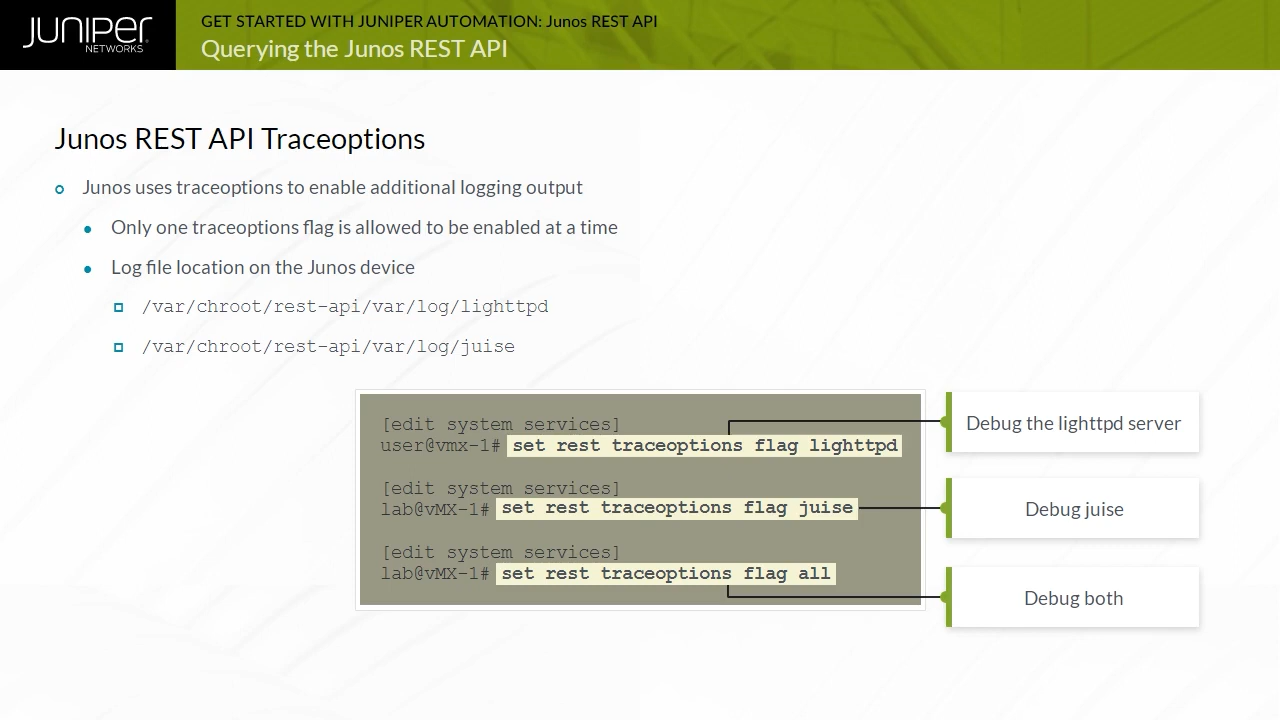 JUNIPER
NETWORKS
GET STARTED WITH JUNIPER AUTOMATION: Junos REST API
Querying the Junos REST API
Junos REST API Traceoptions
Junos uses traceoptions to enable additional logging output
Only one traceoptions flag is allowed to be enabled at a time
Log file location on the Junos device
/var/chroot/rest-api/var/log/lighttpd
/var/chroot/rest-api/var/log/juise
[edit system services]
user@vmx-1# set rest traceoptions flag lighttpd
Debug the lighttpd server
[edit system services]
lab@vMX-1# set rest traceoptions flag juise
Debug juise
[edit system services]
lab@vMX-1# set rest traceoptions flag all
Debug both